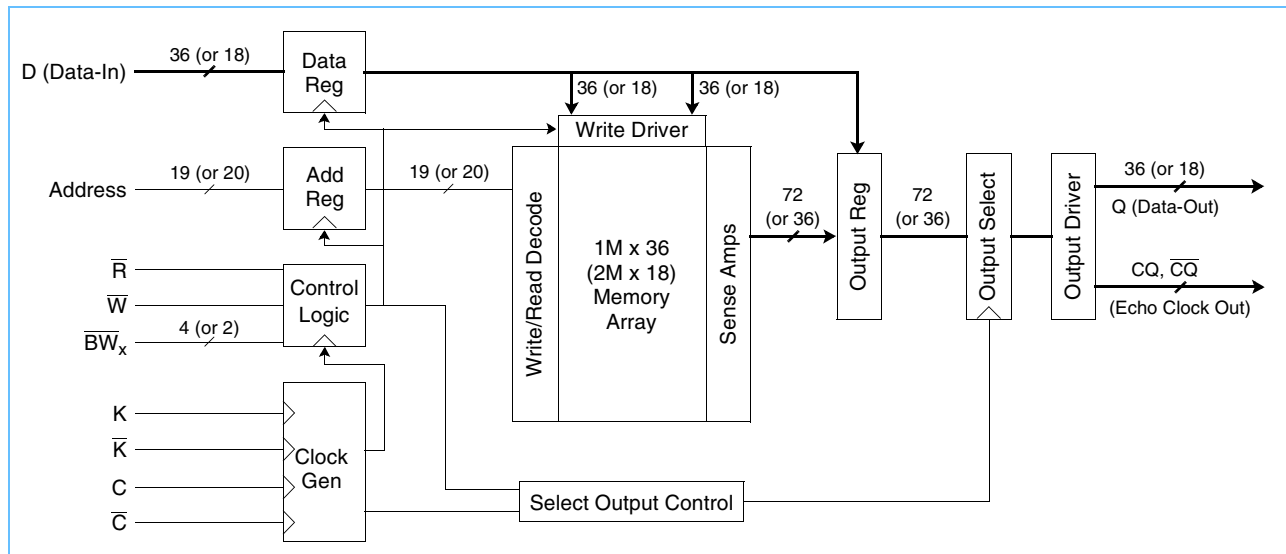 D (Data-In)
36 (or 18)
Data
Reg
36 (or 18)
36 (or 18)
Write Driver
Address
19 (or 20)
Add
Reg
19 (or 20)
Write/Read Decode
1M x 36
(2M x 18)
Memory
Array
Sense Amps
72
(or 36)
Output Reg
72
(or 36)
Output Select
Output Driver
36 (or 18)
Q (Data-Out)
CQ, C̅Q̅
(Echo Clock Out)
R̅
W̅
B̅W̅ₓ
4 (or 2)
Control
Logic
K
K̅
C
C̅
Clock
Gen
Select Output Control